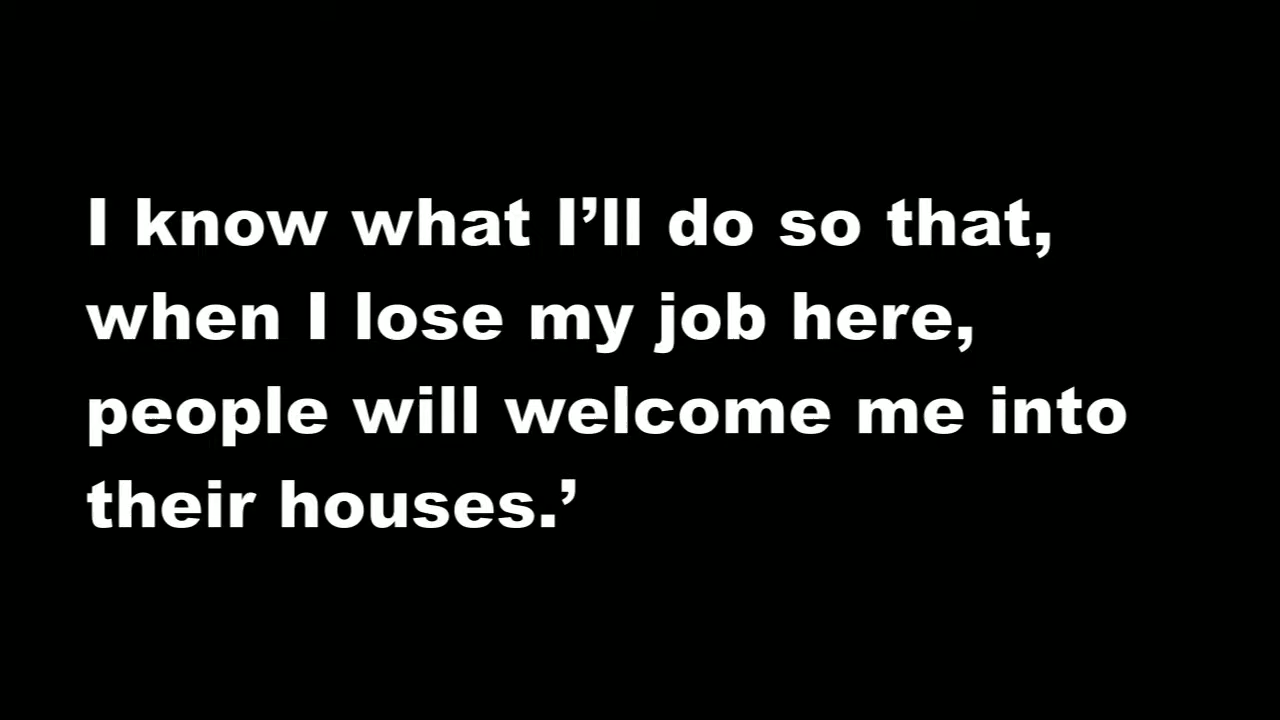 I know what I’ll do so that,
when I lose my job here,
people will welcome me into
their houses.’